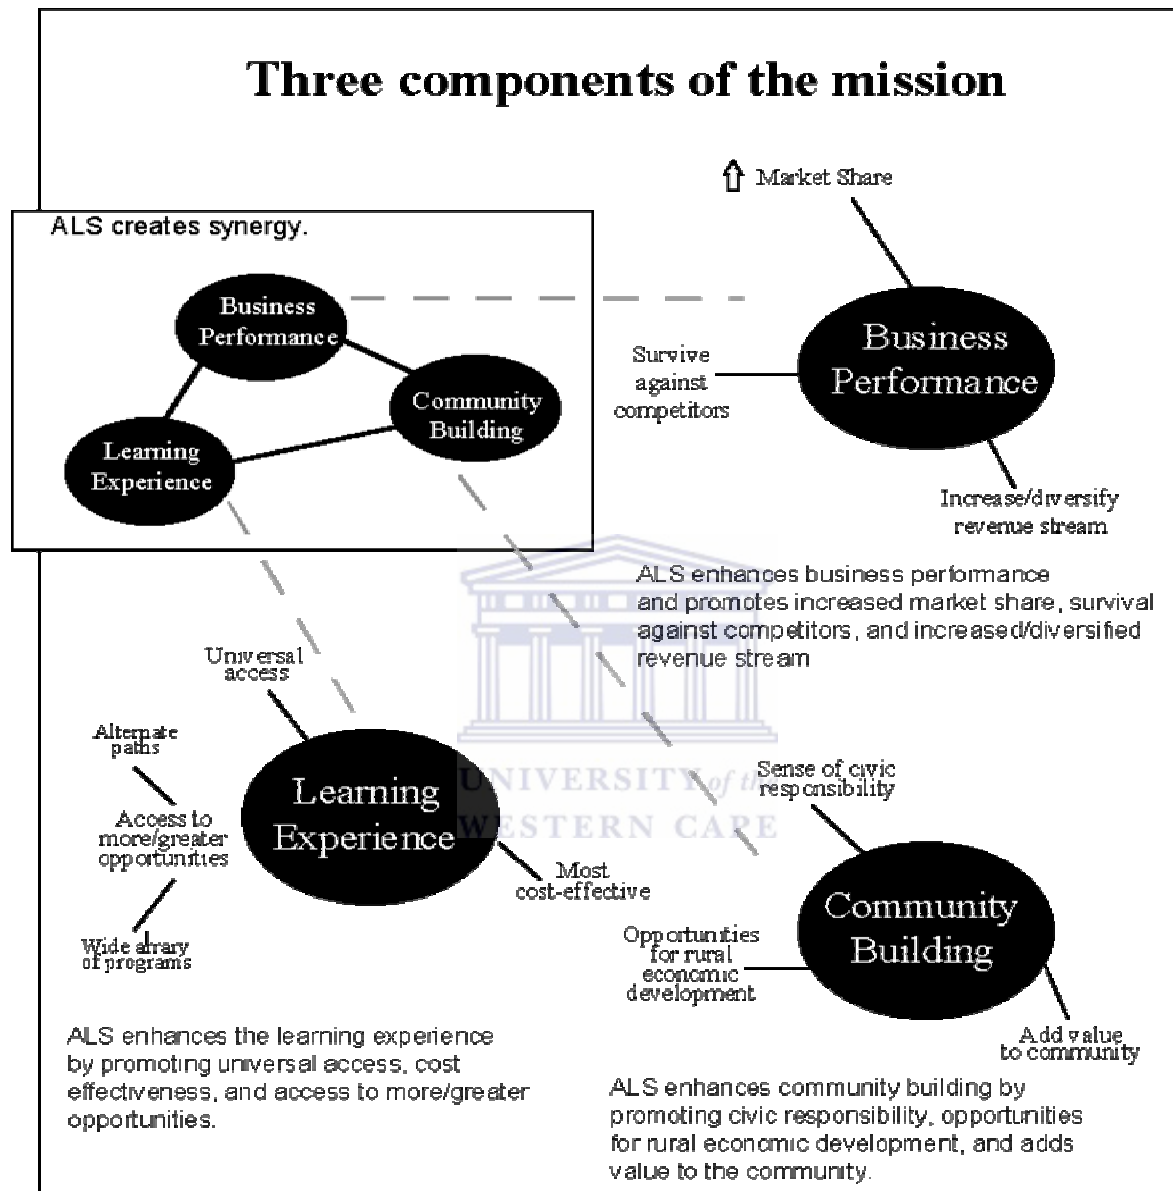 Three components of the mission
ALS creates synergy.
Business
Performance
Community
Building
Learning
Experience
⇧ Market Share
Business
Performance
Survive
against
competitors
Increase/diversify
revenue stream
ALS enhances business performance
and promotes increased market share, survival
against competitors, and increased/diversified
revenue stream
Universal
access
Alternate
paths
Access to
more/greater
opportunities
Wide array
of programs
Learning
Experience
Most
cost-effective
ALS enhances the learning experience
by promoting universal access, cost
effectiveness, and access to more/greater
opportunities.
UNIVERSITY of the
WESTERN CAPE
Sense of civic
responsibility
Community
Building
Opportunities
for rural
economic
development
Add value
to community
ALS enhances community building by
promoting civic responsibility, opportunities
for rural economic development, and adds
value to the community.